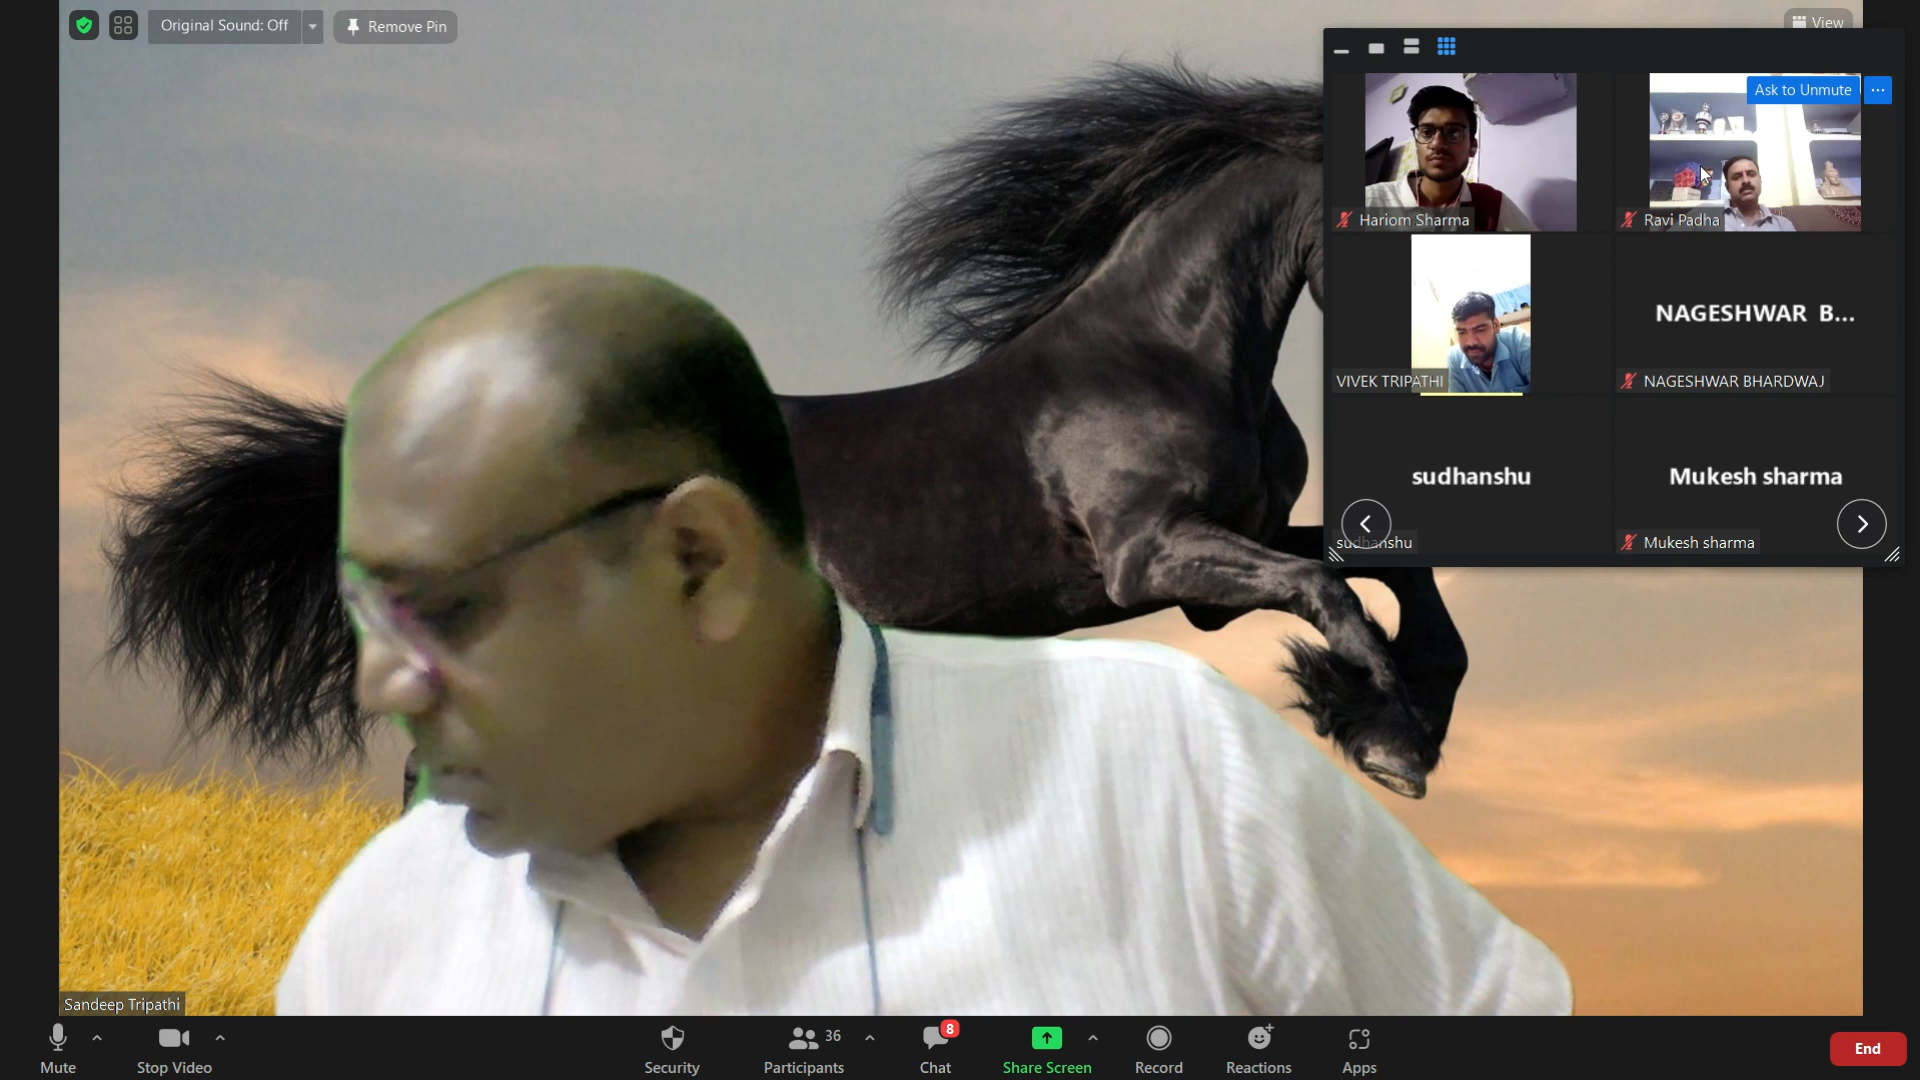 Original Sound: Off
Remove Pin
View
Ask to Unmute
Hariom Sharma
Ravi Padha
NAGESHWAR B...
VIVEK TRIPATHI
NAGESHWAR BHARDWAJ
sudhanshu
Mukesh sharma
sudhanshu
Mukesh sharma
Sandeep Tripathi
36
8
Mute
Stop Video
Security
Participants
Chat
Share Screen
Record
Reactions
Apps
End